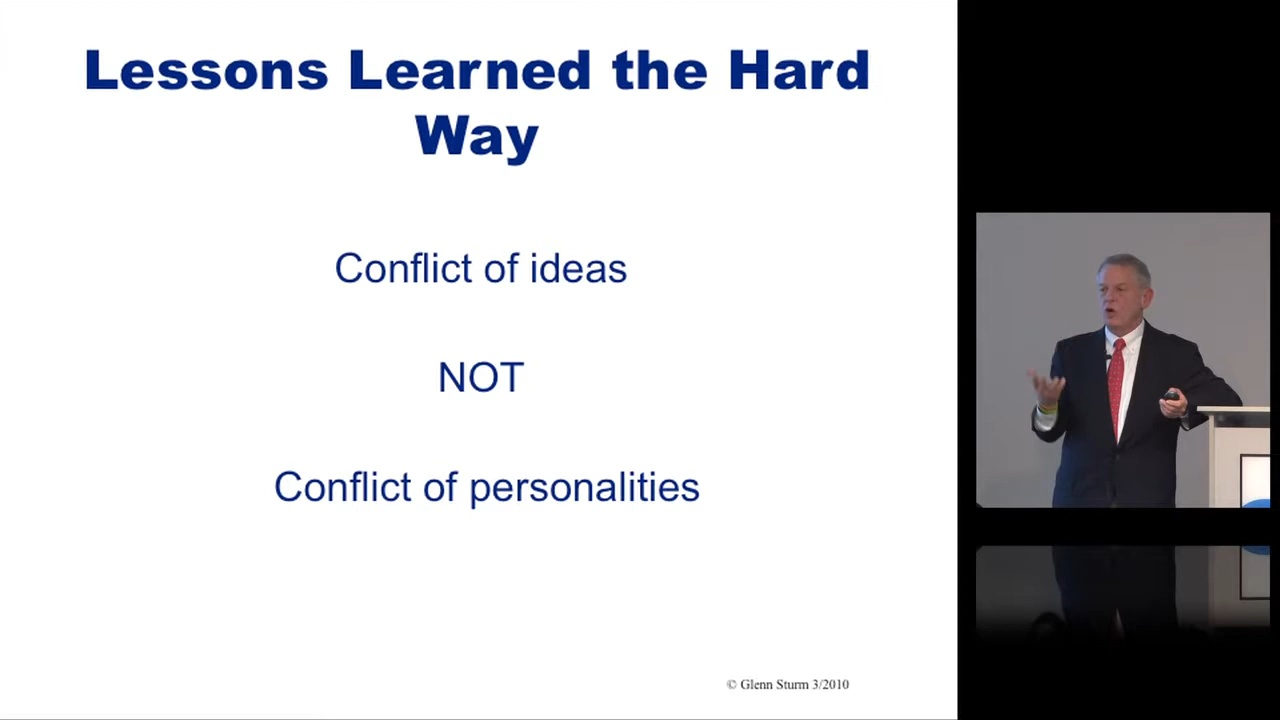 Lessons Learned the Hard
Way
Conflict of ideas
NOT
Conflict of personalities
© Glenn Sturm 3/2010